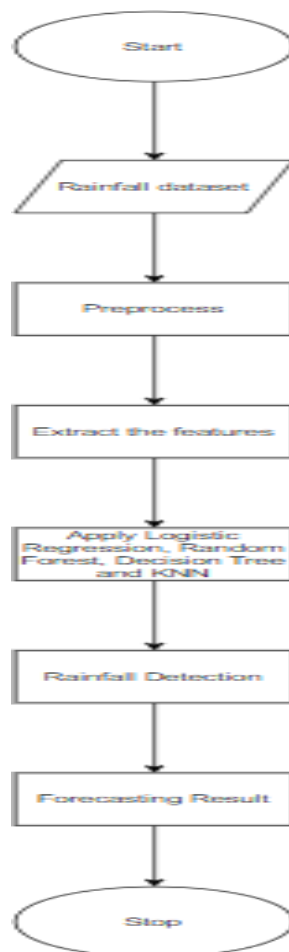 Start
Rainfall dataset
Preprocess
Extract the features
Apply Logistic
Regression, Random
Forest, Decision Tree
and KNN
Rainfall Detection
Forecasting Result
Stop